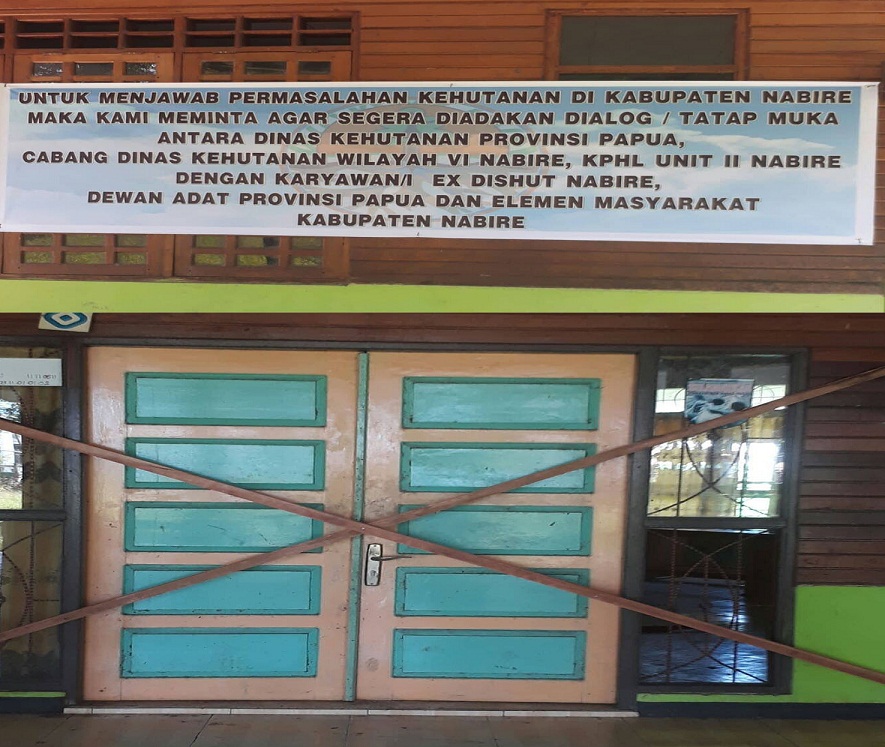 UNTUK MENJAWAB PERMASALAHAN KEHUTANAN DI KABUPATEN NABIRE
MAKA KAMI MEMINTA AGAR SEGERA DIADAKAN DIALOG / TATAP MUKA
ANTARA DINAS KEHUTANAN PROVINSI PAPUA,
CABANG DINAS KEHUTANAN WILAYAH VI NABIRE, KPHL UNIT II NABIRE
DENGAN KARYAWAN/I EX DISHUT NABIRE,
DEWAN ADAT PROVINSI PAPUA DAN ELEMEN MASYARAKAT
KABUPATEN NABIRE